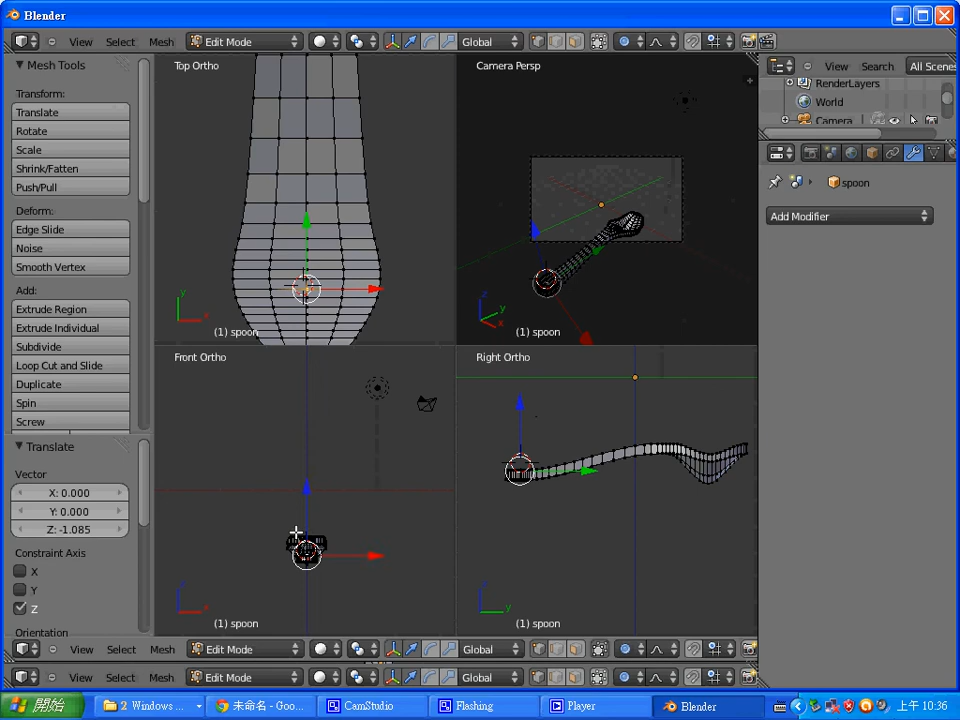 Blender
View Select Mesh Edit Mode Global
View Search All Scenes
Mesh Tools
Transform:
Translate
Rotate
Scale
Shrink/Fatten
Push/Pull
Deform:
Edge Slide
Noise
Smooth Vertex
Add:
Extrude Region
Extrude Individual
Subdivide
Loop Cut and Slide
Duplicate
Spin
Screw
Translate
Vector
X: 0.000
Y: 0.000
Z: -1.085
Constraint Axis
X
Y
Z
Orientation
Top Ortho
y
x
(1) spoon
Camera Persp
z
y
x
(1) spoon
Front Ortho
z
x
(1) spoon
Right Ortho
z
y
(1) spoon
RenderLayers
World
Camera
spoon
Add Modifier
View Select Mesh Edit Mode Global
View Select Mesh Edit Mode Global
開始
2 Windows ...
未命名 - Goo...
CamStudio
Flashing
Player
Blender
上午 10:36